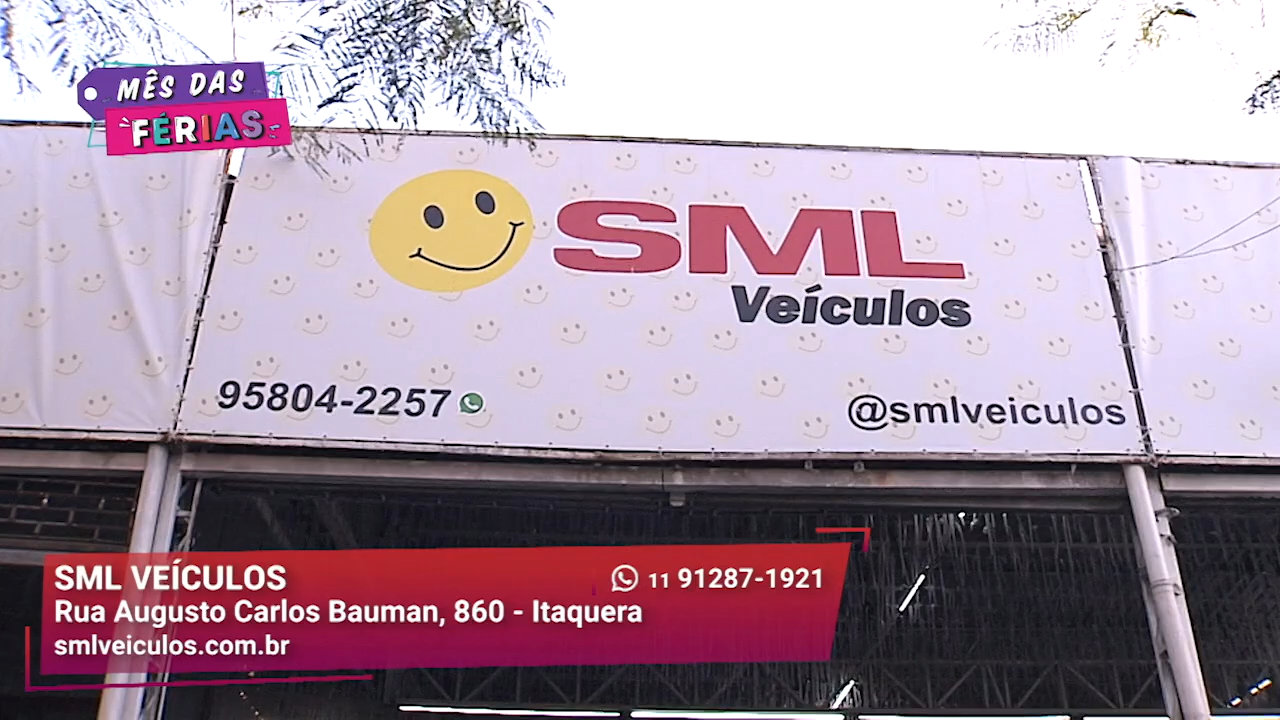 MÊS DAS
FÉRIAS
SML
Veículos
95804-2257
@smlveiculos
SML VEÍCULOS
11 91287-1921
Rua Augusto Carlos Bauman, 860 - Itaquera
smlveiculos.com.br